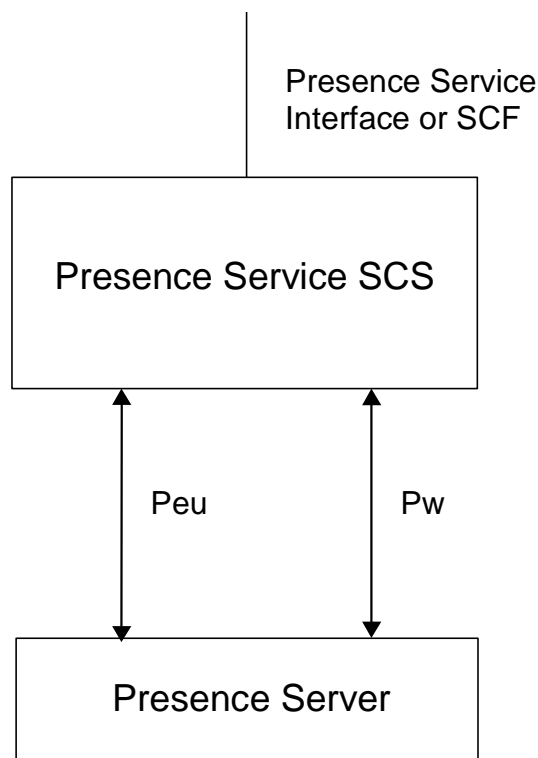 Presence Service
Interface or SCF
Presence Service SCS
Peu
Pw
Presence Server